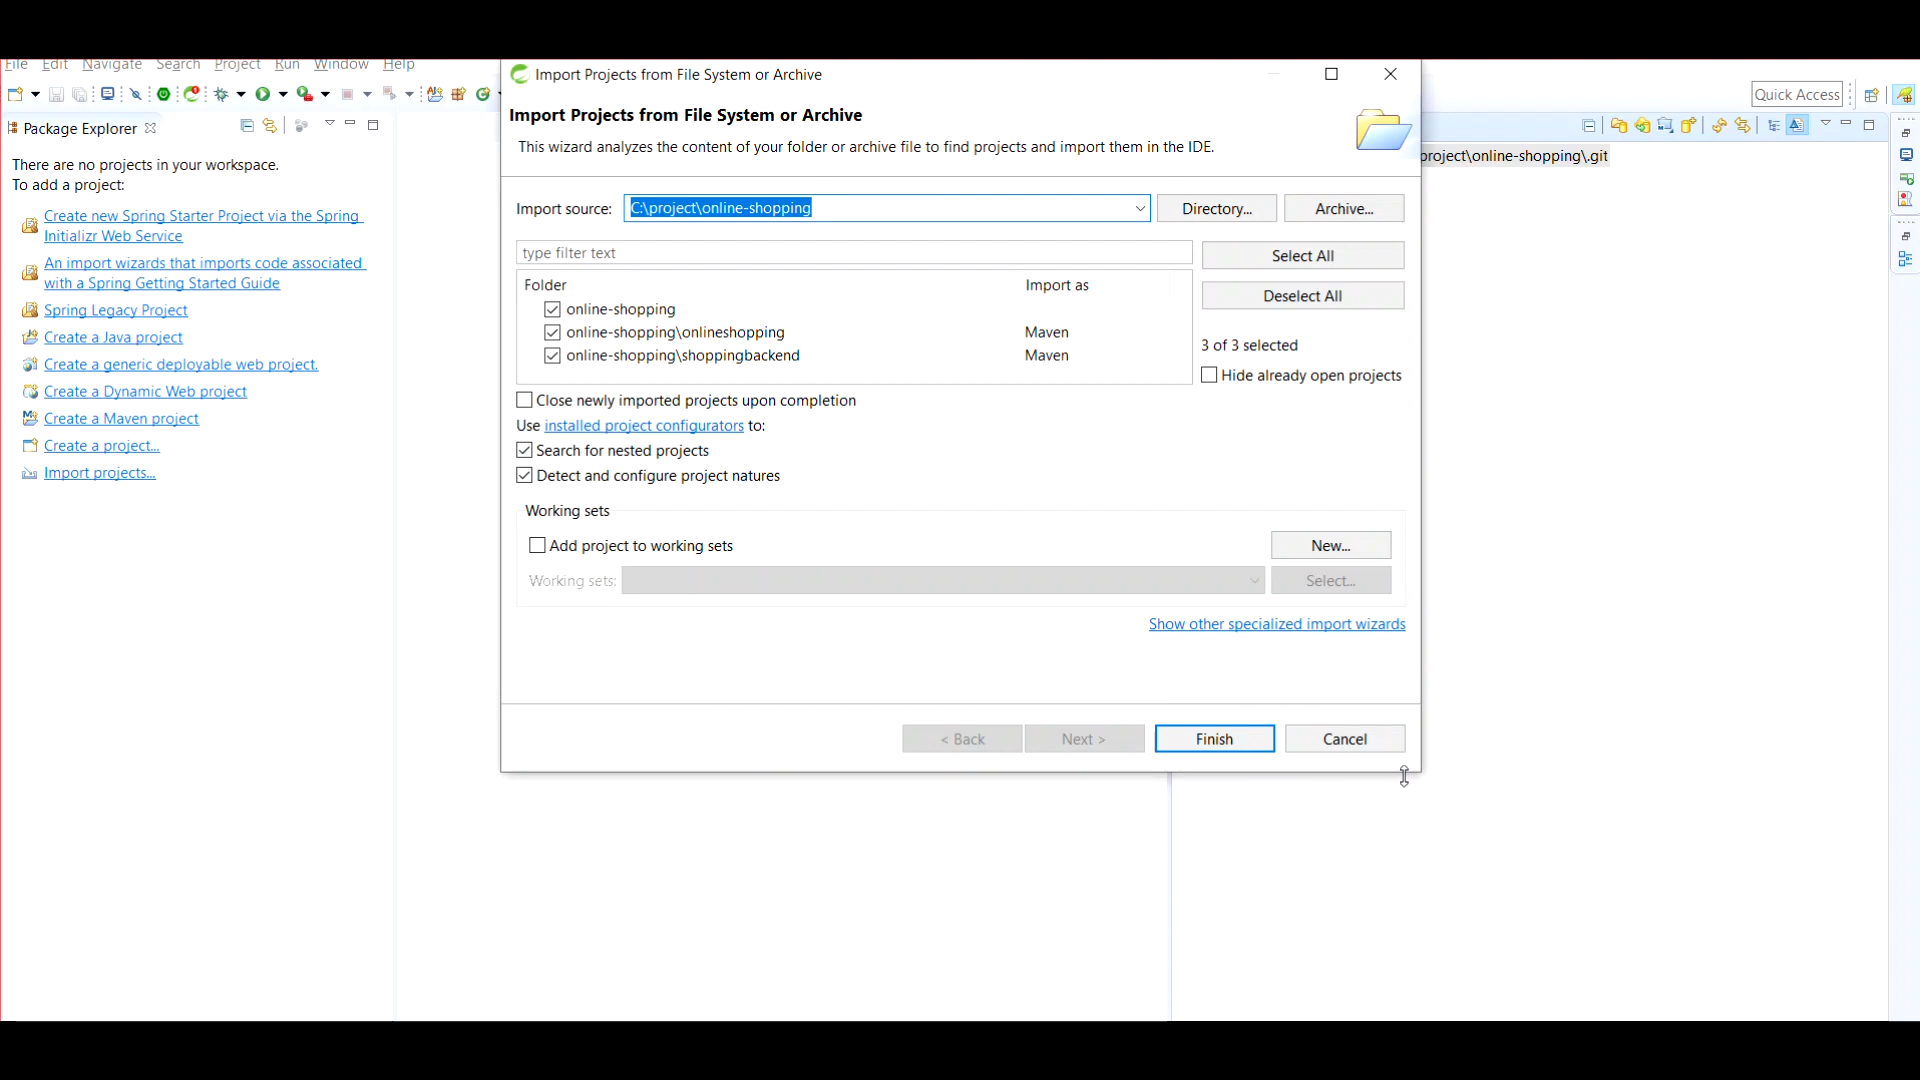 File Edit Navigate Search Project Run Window Help
Quick Access
Package Explorer
There are no projects in your workspace.
To add a project:
Create new Spring Starter Project via the Spring
Initializr Web Service
An import wizards that imports code associated
with a Spring Getting Started Guide
Spring Legacy Project
Create a Java project
Create a generic deployable web project.
Create a Dynamic Web project
Create a Maven project
Create a project...
Import projects...
Import Projects from File System or Archive
Import Projects from File System or Archive
This wizard analyzes the content of your folder or archive file to find projects and import them in the IDE.
Import source: C:\project\online-shopping Directory... Archive...
type filter text
Select All
Folder Import as
online-shopping
online-shopping\onlineshopping Maven
online-shopping\shoppingbackend Maven
Deselect All
3 of 3 selected
Hide already open projects
Close newly imported projects upon completion
Use installed project configurators to:
Search for nested projects
Detect and configure project natures
Working sets
Add project to working sets New...
Working sets: Select...
Show other specialized import wizards
< Back Next > Finish Cancel
project\online-shopping\.git